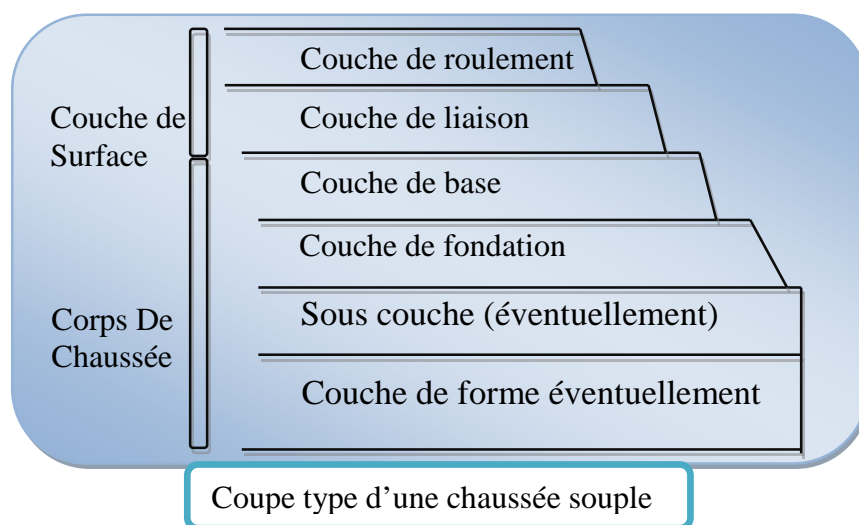 Couche de roulement
Couche de liaison
Couche de
Surface
Couche de base
Couche de fondation
Sous couche (éventuellement)
Corps De
Chaussée
Couche de forme éventuellement
Coupe type d’une chaussée souple